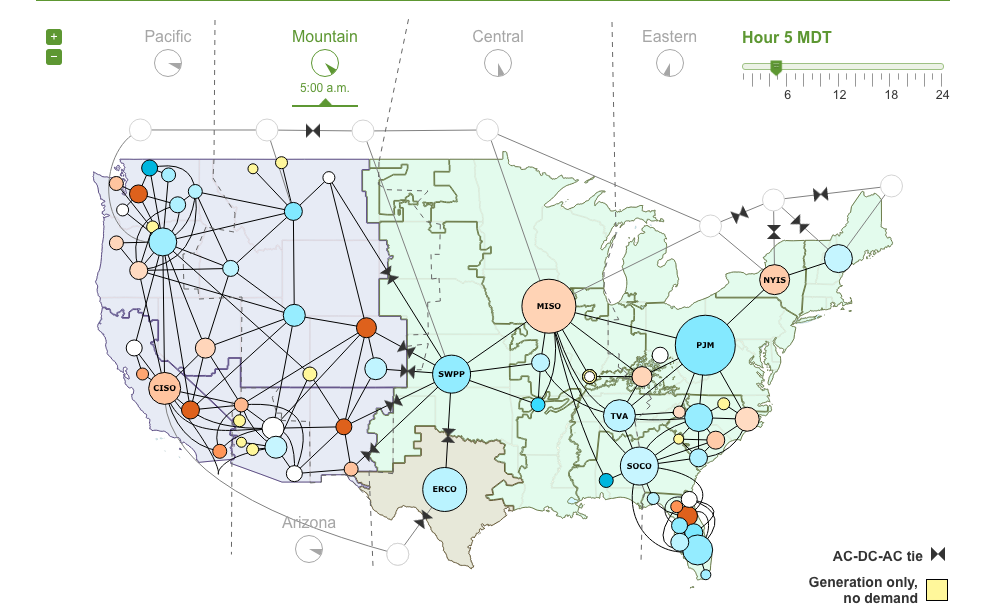 Pacific
Mountain
Central
Eastern
Hour 5 MDT
+
−
5:00 a.m.
6
12
18
24
NYIS
MISO
PJM
SWPP
CISO
TVA
SOCO
ERCO
Arizona
AC-DC-AC tie
Generation only,
no demand